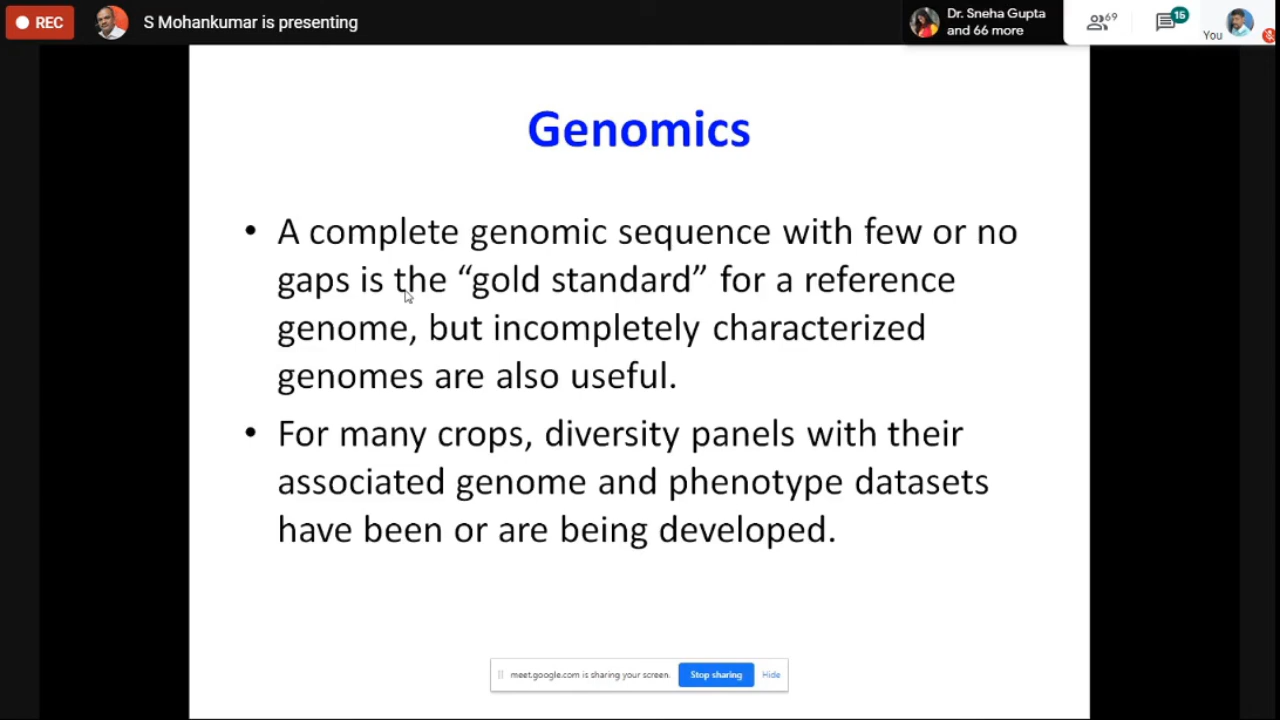 REC
S Mohankumar is presenting
Dr. Sneha Gupta
and 66 more
69
15
You
Genomics
• A complete genomic sequence with few or no
gaps is the “gold standard” for a reference
genome, but incompletely characterized
genomes are also useful.
• For many crops, diversity panels with their
associated genome and phenotype datasets
have been or are being developed.
meet.google.com is sharing your screen.
Stop sharing
Hide